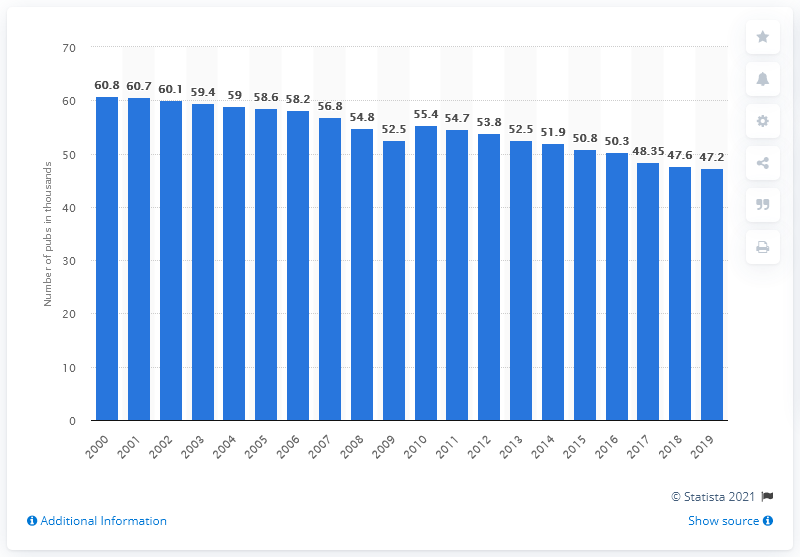 70
60
50
40
30
20
10
0
Number of pubs in thousands
60.8 60.7 60.1 59.4 59 58.6 58.2 56.8 54.8 52.5 55.4 54.7 53.8 52.5 51.9 50.8 50.3 48.35 47.6 47.2
2000 2001 2002 2003 2004 2005 2006 2007 2008 2009 2010 2011 2012 2013 2014 2015 2016 2017 2018 2019
© Statista 2021
Additional Information
Show source